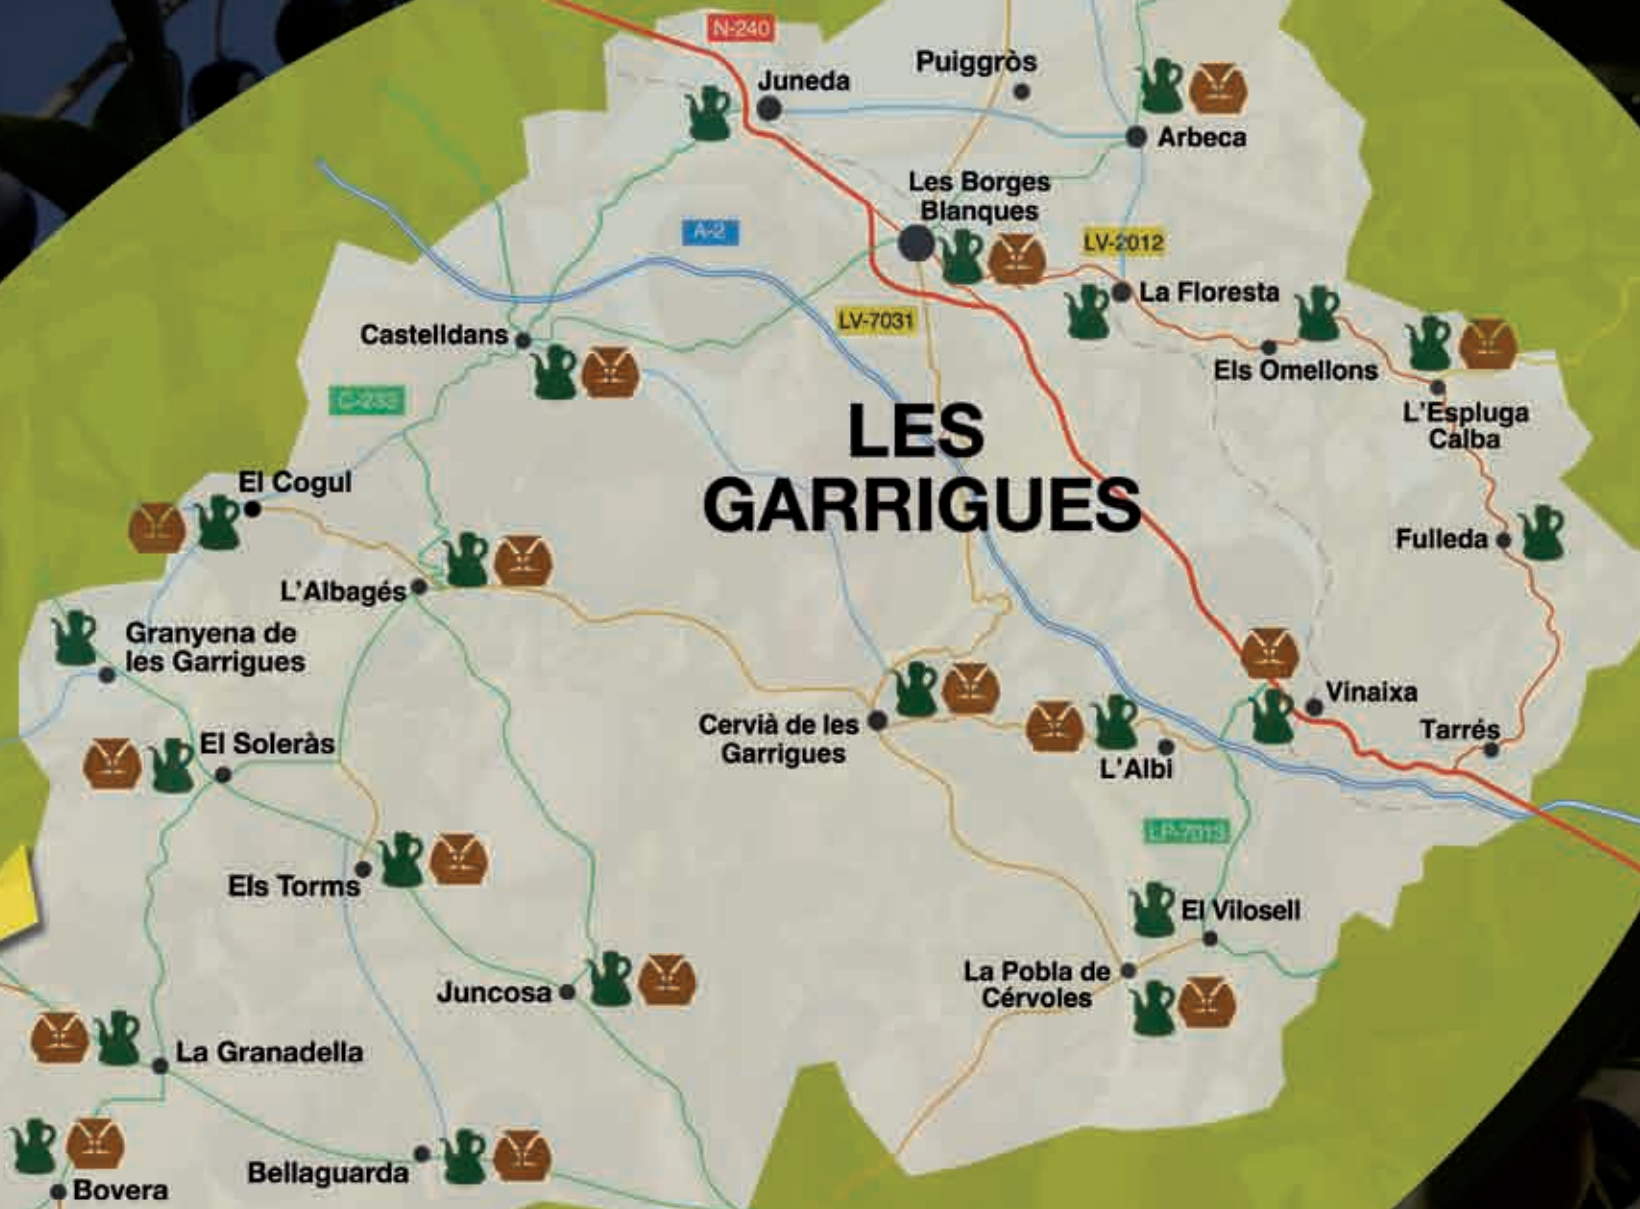 N-240
Puiggròs
Juneda
Arbeca
Les Borges
Blanques
A-2
LV-2012
La Floresta
LV-7031
Castelldans
Els Omellons
C-233
L'Espluga
Calba
LES
GARRIGUES
El Cogul
Fulleda
L'Albagés
Granyena de
les Garrigues
Vinaixa
Cervià de les
Garrigues
Tarrés
El Soleràs
L'Albi
LP-7013
Els Torms
El Vilosell
La Pobla de
Cérvoles
Juncosa
La Granadella
Bellaguarda
Bovera